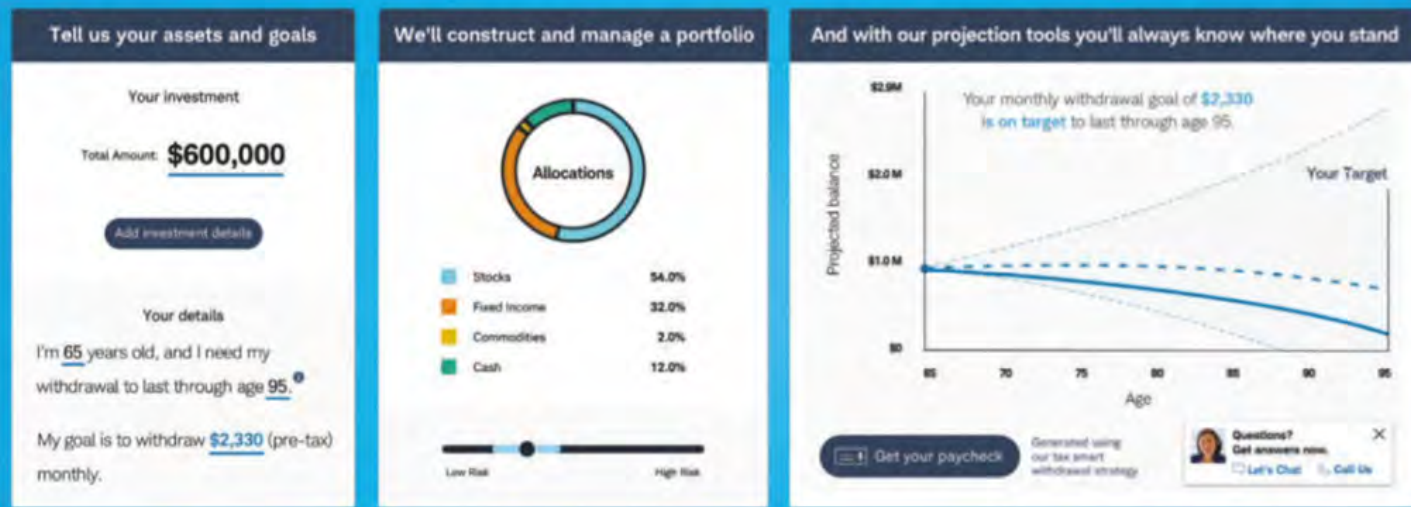 Tell us your assets and goals
Your investment
Total Amount: $600,000
Add investment details
Your details
I'm 65 years old, and I need my
withdrawal to last through age 95.
My goal is to withdraw $2,330 (pre-tax)
monthly.
We'll construct and manage a portfolio
Allocations
Stocks 54.0%
Fixed Income 32.0%
Commodities 2.0%
Cash 12.0%
Low Risk High Risk
And with our projection tools you'll always know where you stand
Your monthly withdrawal goal of $2,330
is on target to last through age 95.
Your Target
Projected balance
$2.9M
$2.0 M
$1.0 M
$0
65 70 75 80 85 90 95
Age
Get your paycheck
Generated using
our tax smart
withdrawal strategy
Questions?
Get answers now.
Let's Chat Call Us